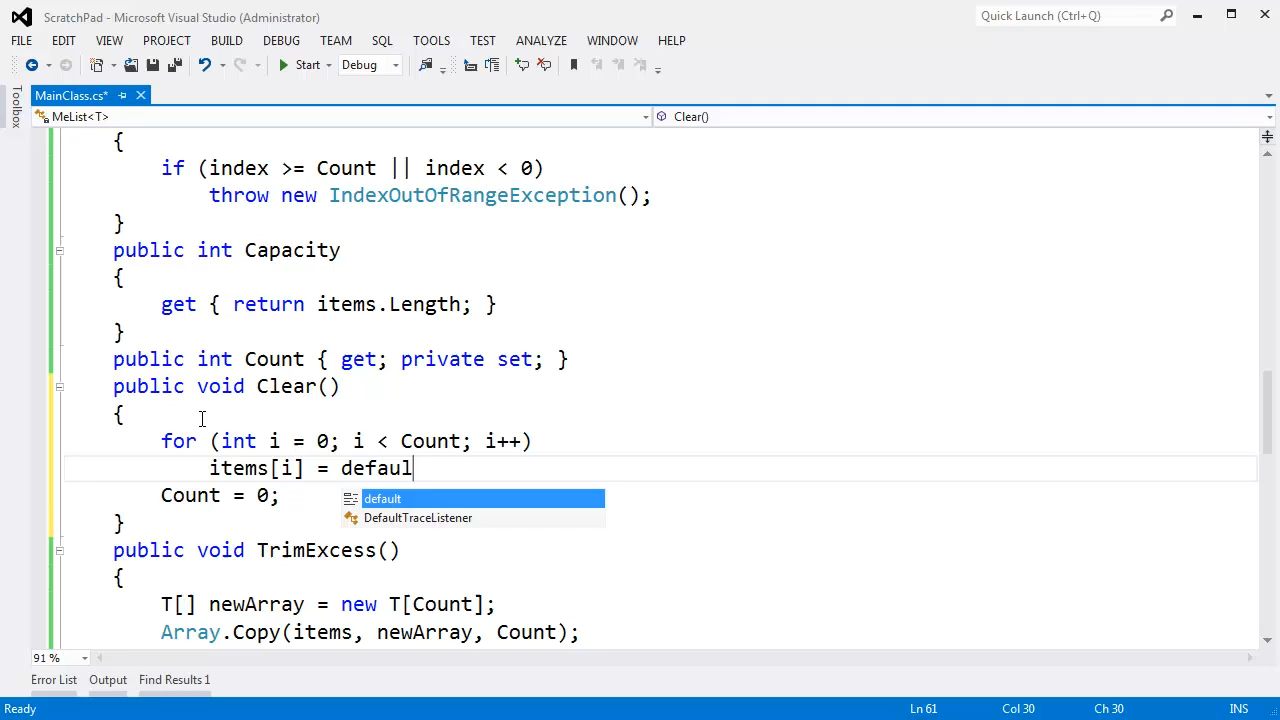 ScratchPad - Microsoft Visual Studio (Administrator)
Quick Launch (Ctrl+Q)
FILE EDIT VIEW PROJECT BUILD DEBUG TEAM SQL TOOLS TEST ANALYZE WINDOW HELP
Start Debug
Toolbox
MainClass.cs*
MeList<T> Clear()
{
if (index >= Count || index < 0)
throw new IndexOutOfRangeException();
}
public int Capacity
{
get { return items.Length; }
}
public int Count { get; private set; }
public void Clear()
{
for (int i = 0; i < Count; i++)
items[i] = defaul
default
Count = 0;
DefaultTraceListener
}
public void TrimExcess()
{
T[] newArray = new T[Count];
Array.Copy(items, newArray, Count);
91 %
Error List Output Find Results 1
Ready Ln 61 Col 30 Ch 30 INS